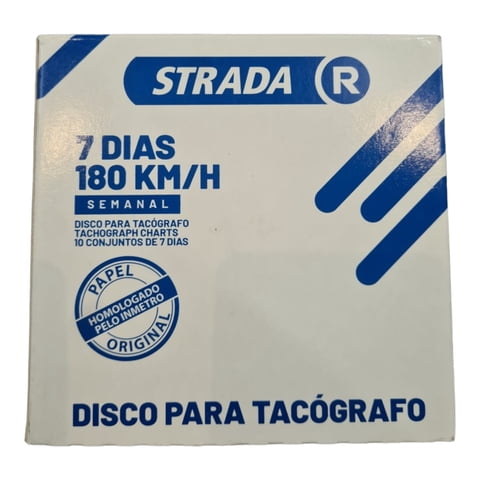 STRADA R
7 DIAS
180 KM/H
SEMANAL
DISCO PARA TACÓGRAFO
TACHOGRAPH CHARTS
10 CONJUNTOS DE 7 DIAS
PAPEL
HOMOLOGADO
PELO INMETRO
ORIGINAL
DISCO PARA TACÓGRAFO